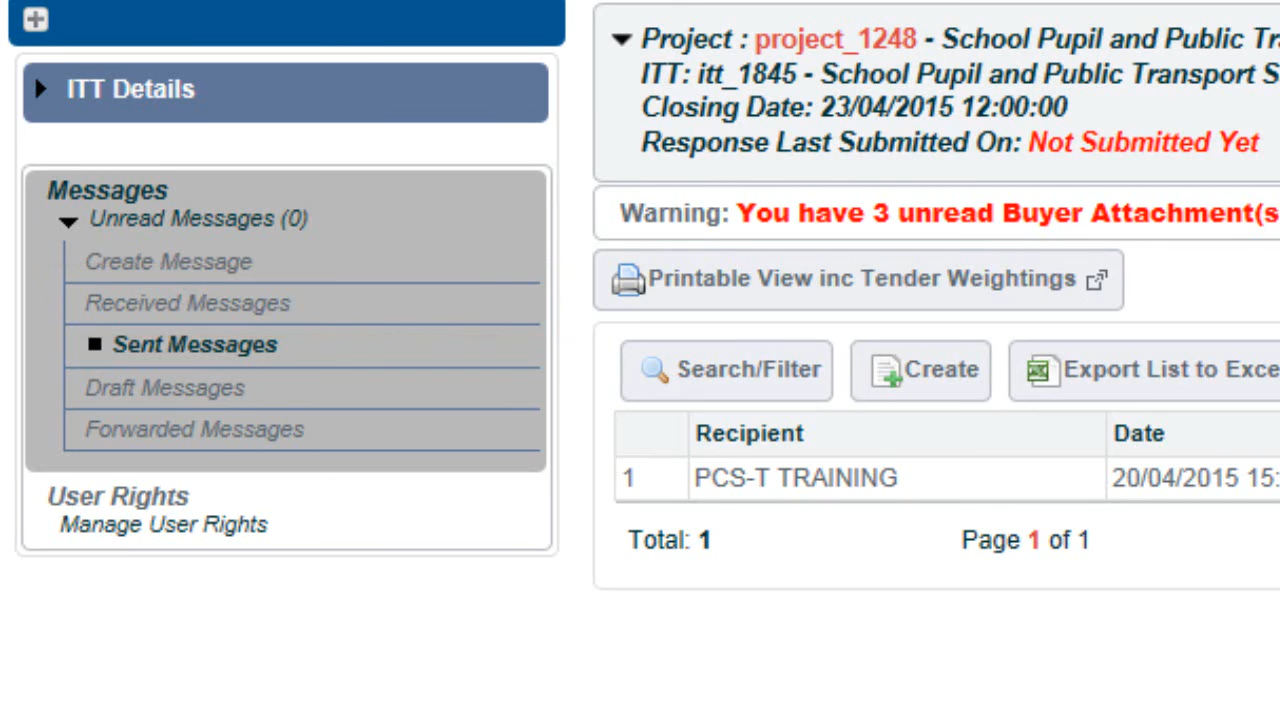 ITT Details
Messages
Unread Messages (0)
Create Message
Received Messages
Sent Messages
Draft Messages
Forwarded Messages
User Rights
Manage User Rights
Project : project_1248 - School Pupil and Public
ITT: itt_1845 - School Pupil and Public Transport
Closing Date: 23/04/2015 12:00:00
Response Last Submitted On: Not Submitted Yet
Warning: You have 3 unread Buyer Attachment(s
Printable View inc Tender Weightings
Search/Filter Create Export List to Exce
Recipient Date
1 PCS-T TRAINING 20/04/2015 15:
Total: 1 Page 1 of 1